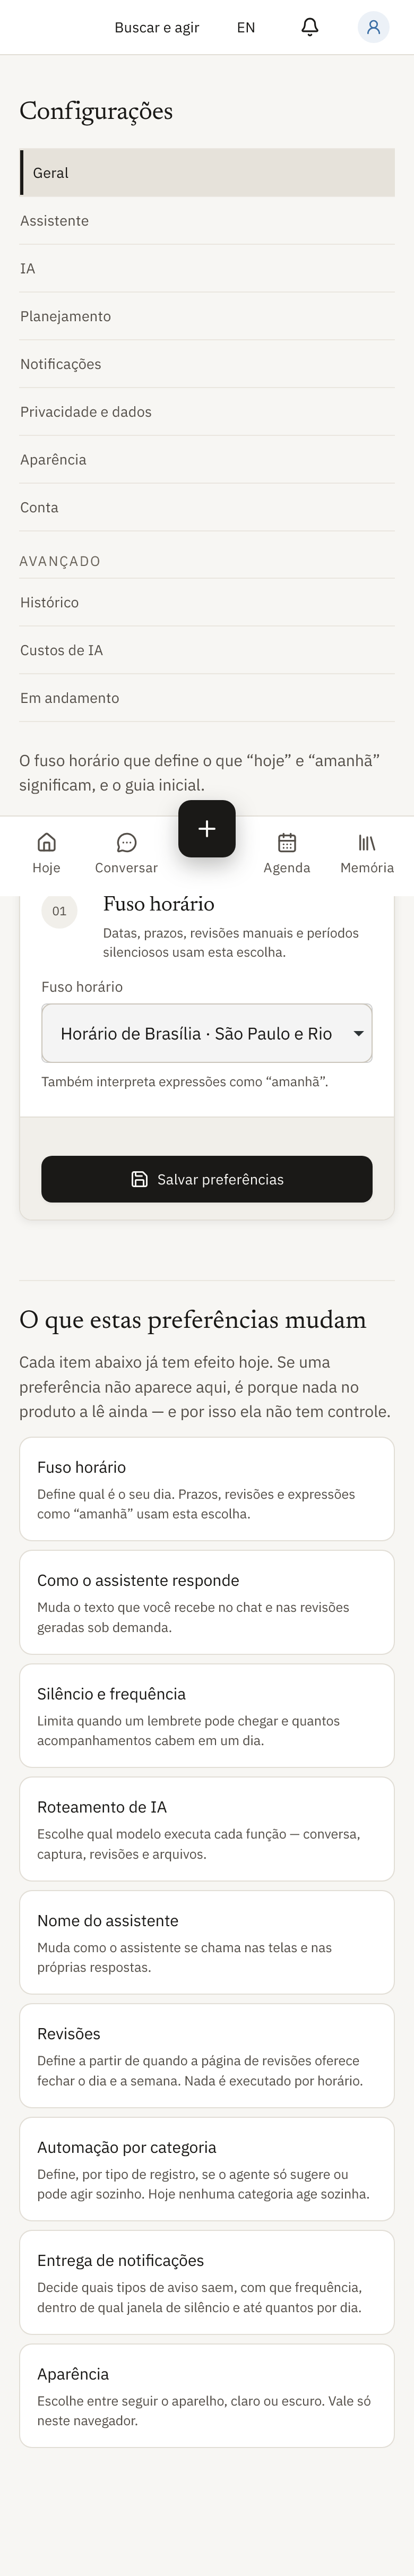 Buscar e agir
EN
Configurações
Geral
Assistente
IA
Planejamento
Notificações
Privacidade e dados
Aparência
Conta
AVANÇADO
Histórico
Custos de IA
Em andamento
O fuso horário que define o que “hoje” e “amanhã”
significam, e o guia inicial.
Hoje
Conversar
Agenda
Memória
01
Fuso horário
Datas, prazos, revisões manuais e períodos
silenciosos usam esta escolha.
Fuso horário
Horário de Brasília · São Paulo e Rio
Também interpreta expressões como “amanhã”.
Salvar preferências
O que estas preferências mudam
Cada item abaixo já tem efeito hoje. Se uma
preferência não aparece aqui, é porque nada no
produto a lê ainda — e por isso ela não tem controle.
Fuso horário
Define qual é o seu dia. Prazos, revisões e expressões
como “amanhã” usam esta escolha.
Como o assistente responde
Muda o texto que você recebe no chat e nas revisões
geradas sob demanda.
Silêncio e frequência
Limita quando um lembrete pode chegar e quantos
acompanhamentos cabem em um dia.
Roteamento de IA
Escolhe qual modelo executa cada função — conversa,
captura, revisões e arquivos.
Nome do assistente
Muda como o assistente se chama nas telas e nas
próprias respostas.
Revisões
Define a partir de quando a página de revisões oferece
fechar o dia e a semana. Nada é executado por horário.
Automação por categoria
Define, por tipo de registro, se o agente só sugere ou
pode agir sozinho. Hoje nenhuma categoria age sozinha.
Entrega de notificações
Decide quais tipos de aviso saem, com que frequência,
dentro de qual janela de silêncio e até quantos por dia.
Aparência
Escolhe entre seguir o aparelho, claro ou escuro. Vale só
neste navegador.